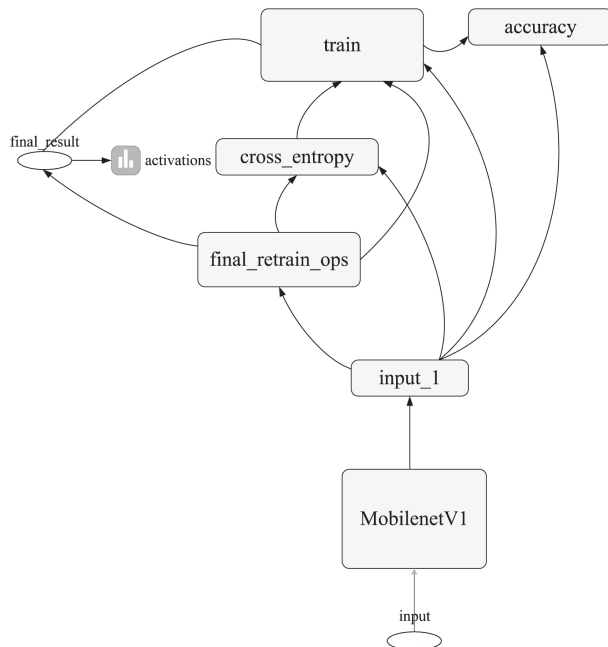 accuracy
train
final_result
activations
cross_entropy
final_retrain_ops
input_1
MobilenetV1
input